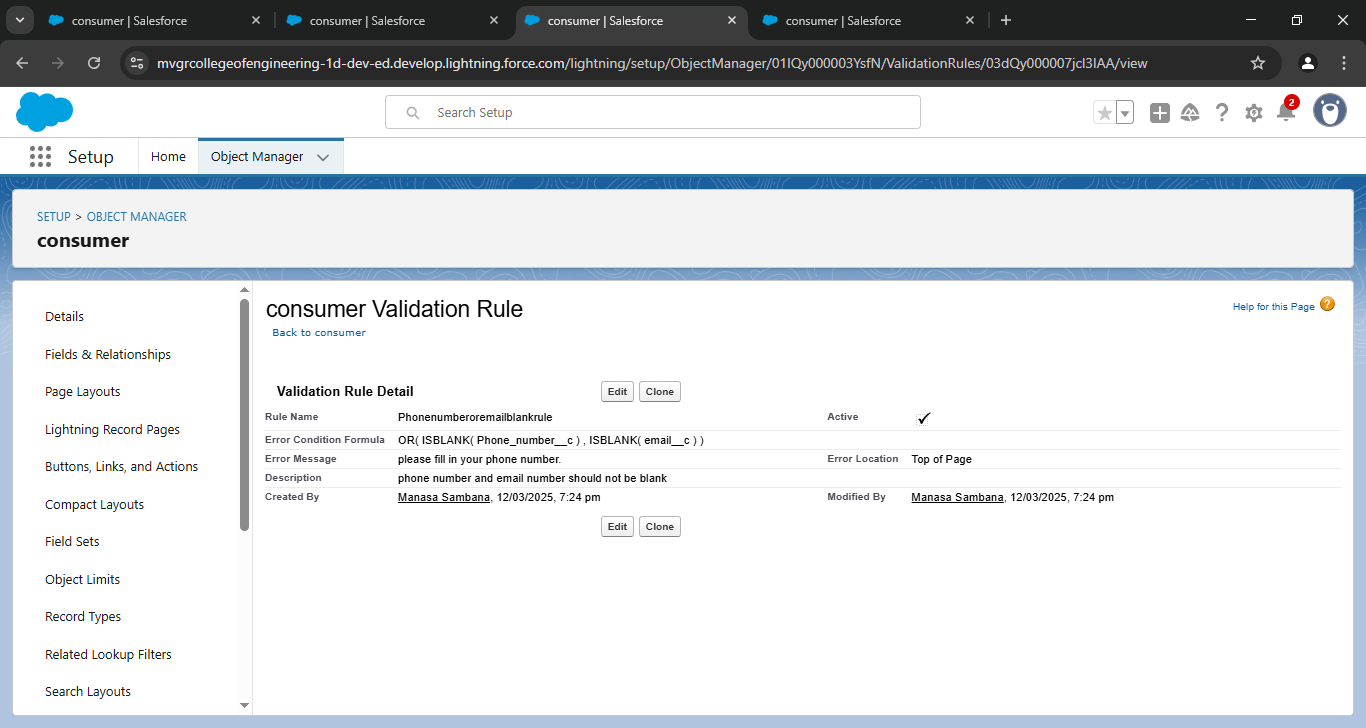 consumer | Salesforce
consumer | Salesforce
consumer | Salesforce
consumer | Salesforce
mvgrcollegeofengineering-1d-dev-ed.develop.lightning.force.com/lightning/setup/ObjectManager/01IQy000003YsfN/ValidationRules/03dQy000007jcI3IAA/view
Search Setup
2
Setup
Home
Object Manager
SETUP > OBJECT MANAGER
consumer
Details
Fields & Relationships
Page Layouts
Lightning Record Pages
Buttons, Links, and Actions
Compact Layouts
Field Sets
Object Limits
Record Types
Related Lookup Filters
Search Layouts
consumer Validation Rule
Help for this Page
Back to consumer
Validation Rule Detail
Edit Clone
Rule Name Phonenumberoremailblankrule Active
Error Condition Formula OR( ISBLANK( Phone_number__c ) , ISBLANK( email__c ) )
Error Message please fill in your phone number. Error Location Top of Page
Description phone number and email number should not be blank
Created By Manasa Sambana, 12/03/2025, 7:24 pm Modified By Manasa Sambana, 12/03/2025, 7:24 pm
Edit Clone